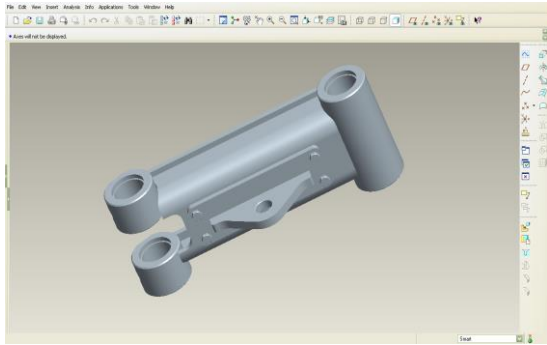 File Edit View Insert Analysis Info Applications Tools Window Help
Axes will not be displayed.
Smart